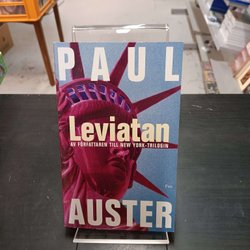 PAUL
Leviatan
AV FÖRFATTAREN TILL NEW YORK-TRILOGIN
AUSTER